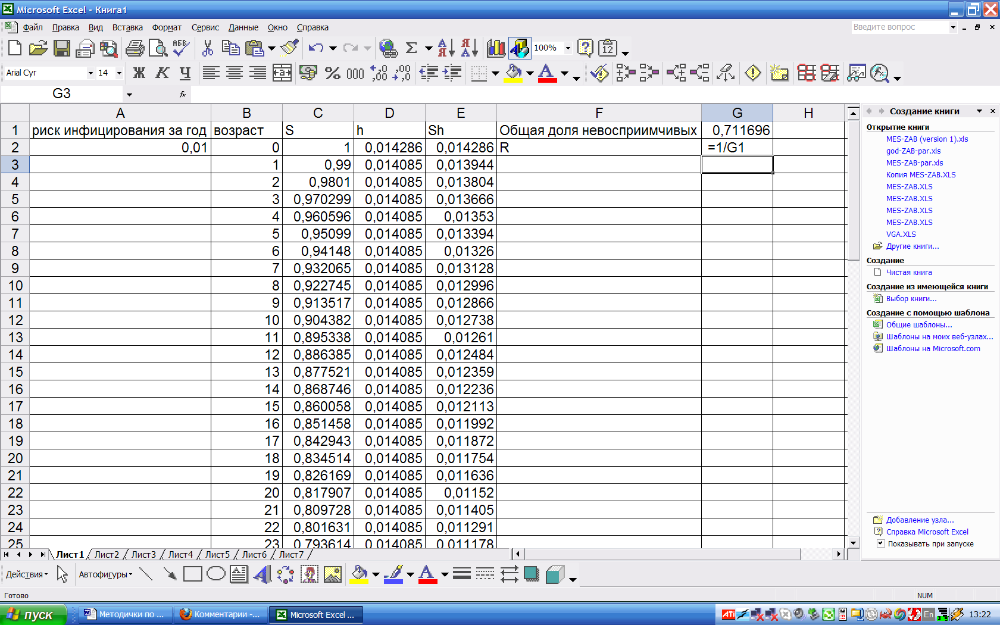 Microsoft Excel - Книга1
Файл Правка Вид Вставка Формат Сервис Данные Окно Справка Введите вопрос
100%
Arial Cyr 14 Ж К Ч
G3 fx
A B C D E F G H
1 риск инфицирования за год возраст S h Sh Общая доля невосприимчивых 0,711696
2 0,01 0 1 0,014286 0,014286 R =1/G1
3 1 0,99 0,014085 0,013944
4 2 0,9801 0,014085 0,013804
5 3 0,970299 0,014085 0,013666
6 4 0,960596 0,014085 0,01353
7 5 0,95099 0,014085 0,013394
8 6 0,94148 0,014085 0,01326
9 7 0,932065 0,014085 0,013128
10 8 0,922745 0,014085 0,012996
11 9 0,913517 0,014085 0,012866
12 10 0,904382 0,014085 0,012738
13 11 0,895338 0,014085 0,01261
14 12 0,886385 0,014085 0,012484
15 13 0,877521 0,014085 0,012359
16 14 0,868746 0,014085 0,012236
17 15 0,860058 0,014085 0,012113
18 16 0,851458 0,014085 0,011992
19 17 0,842943 0,014085 0,011872
20 18 0,834514 0,014085 0,011754
21 19 0,826169 0,014085 0,011636
22 20 0,817907 0,014085 0,01152
23 21 0,809728 0,014085 0,011405
24 22 0,801631 0,014085 0,011291
25 23 0,793614 0,014085 0,011178
Создание книги
Открытие книги
MES-ZAB (version 1).xls
god-ZAB-par.xls
MES-ZAB-par.xls
Копия MES-ZAB.XLS
MES-ZAB.XLS
MES-ZAB.XLS
MES-ZAB.XLS
MES-ZAB.XLS
VGA.XLS
Другие книги...
Создание
Чистая книга
Создание из имеющейся книги
Выбор книги...
Создание с помощью шаблона
Общие шаблоны...
Шаблоны на моих веб-узлах...
Шаблоны на Microsoft.com
Добавление узла...
Справка Microsoft Excel
Показывать при запуске
Лист1 Лист2 Лист3 Лист4 Лист5 Лист6 Лист7
Действия Автофигуры
Готово NUM
пуск Методички по ... Комментарии -... Microsoft Excel ... ATI En 13:22